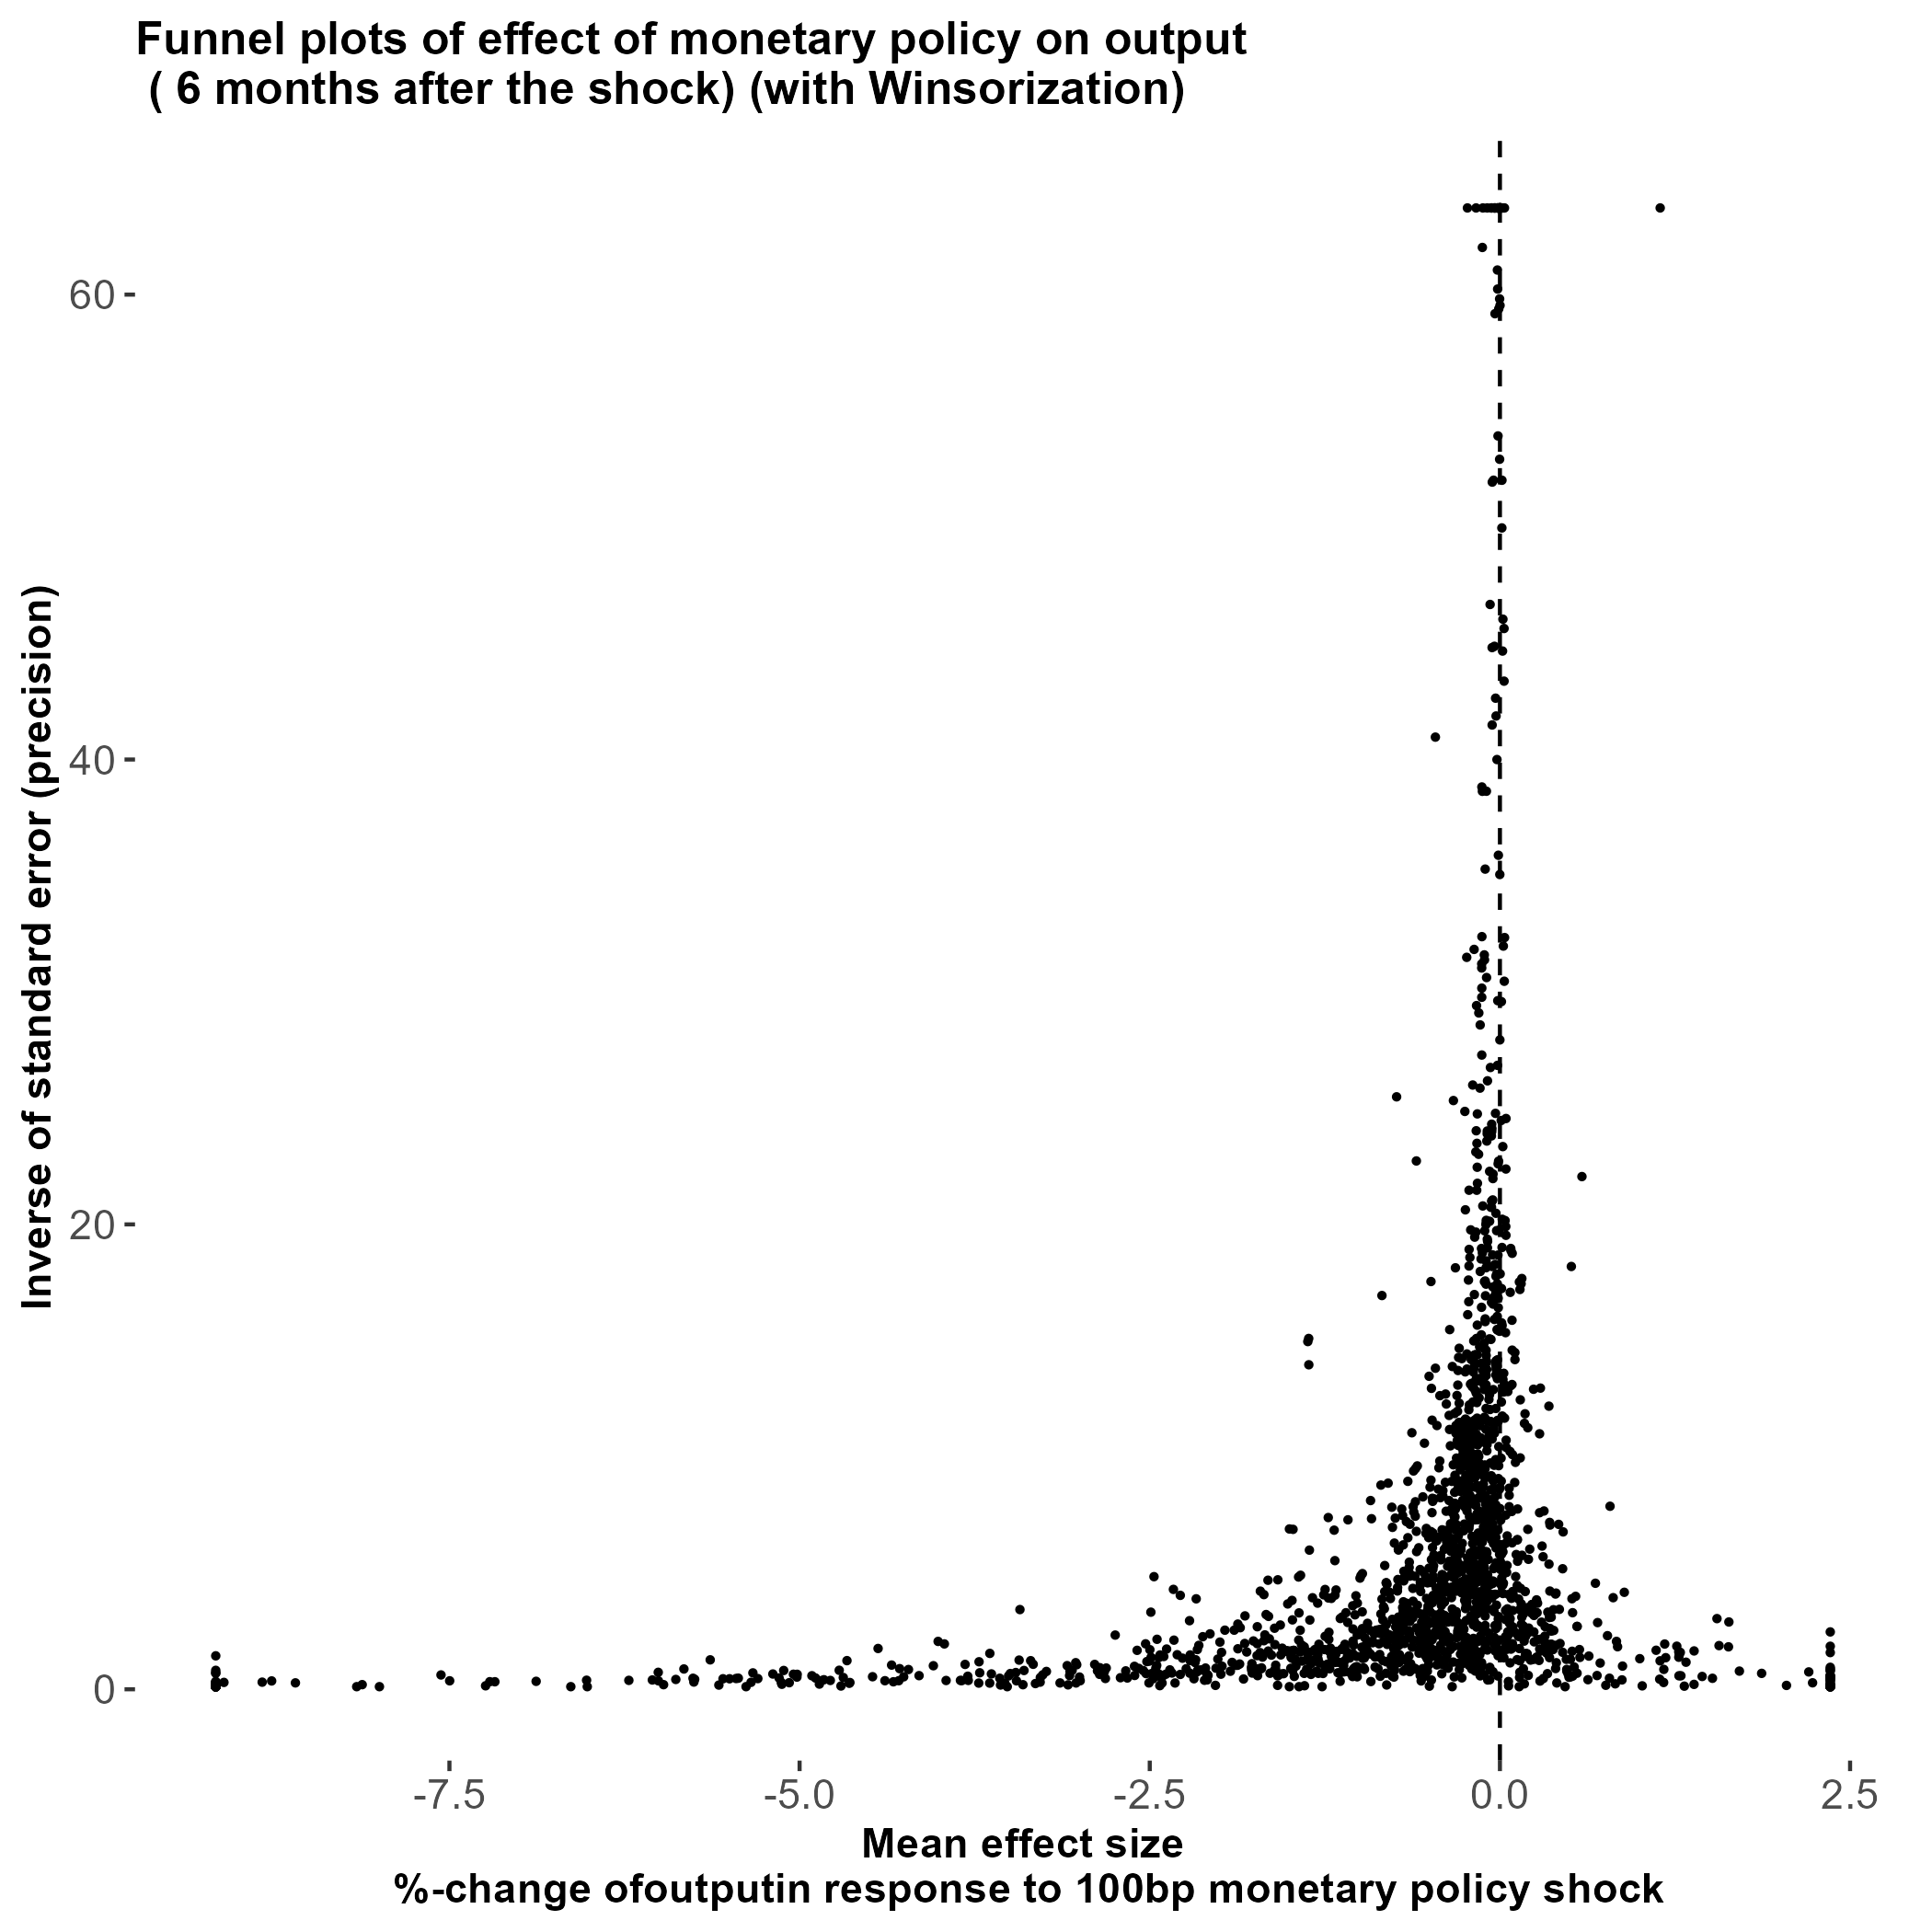 Funnel plots of effect of monetary policy on output
( 6 months after the shock) (with Winsorization)
Inverse of standard error (precision)
60
40
20
0
-7.5
-5.0
-2.5
0.0
2.5
Mean effect size
%-change ofoutputin response to 100bp monetary policy shock